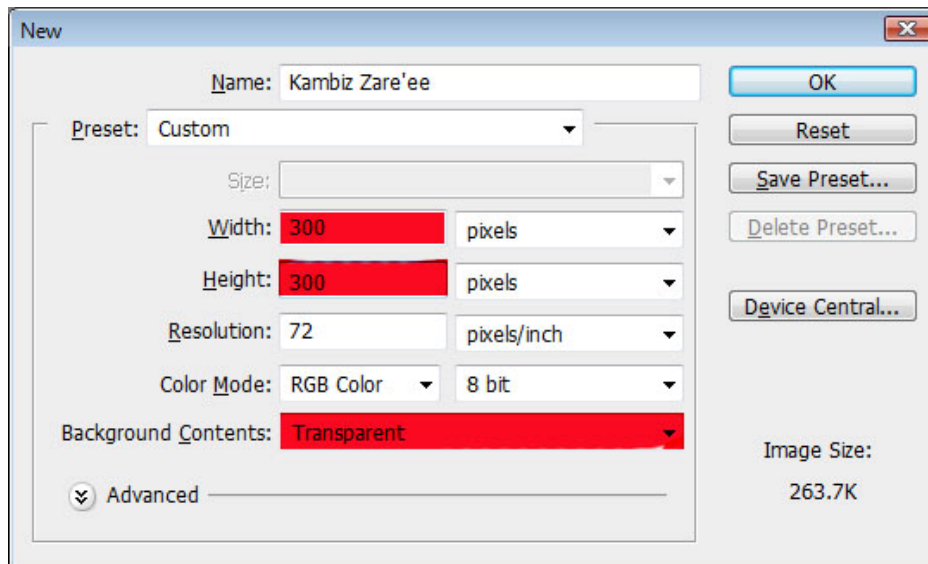 New
Name: Kambiz Zare'ee
OK
Preset: Custom
Reset
Size:
Save Preset...
Width: 300 pixels
Delete Preset...
Height: 300 pixels
Device Central...
Resolution: 72 pixels/inch
Color Mode: RGB Color 8 bit
Background Contents: Transparent
Image Size:
263.7K
Advanced